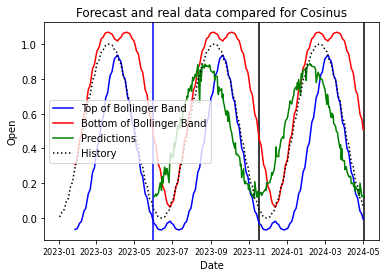 Forecast and real data compared for Cosinus
Open
1.0
0.8
0.6
0.4
0.2
0.0
Top of Bollinger Band
Bottom of Bollinger Band
Predictions
History
2023-01 2023-03 2023-05 2023-07 2023-09 2023-11 2024-01 2024-03 2024-05
Date